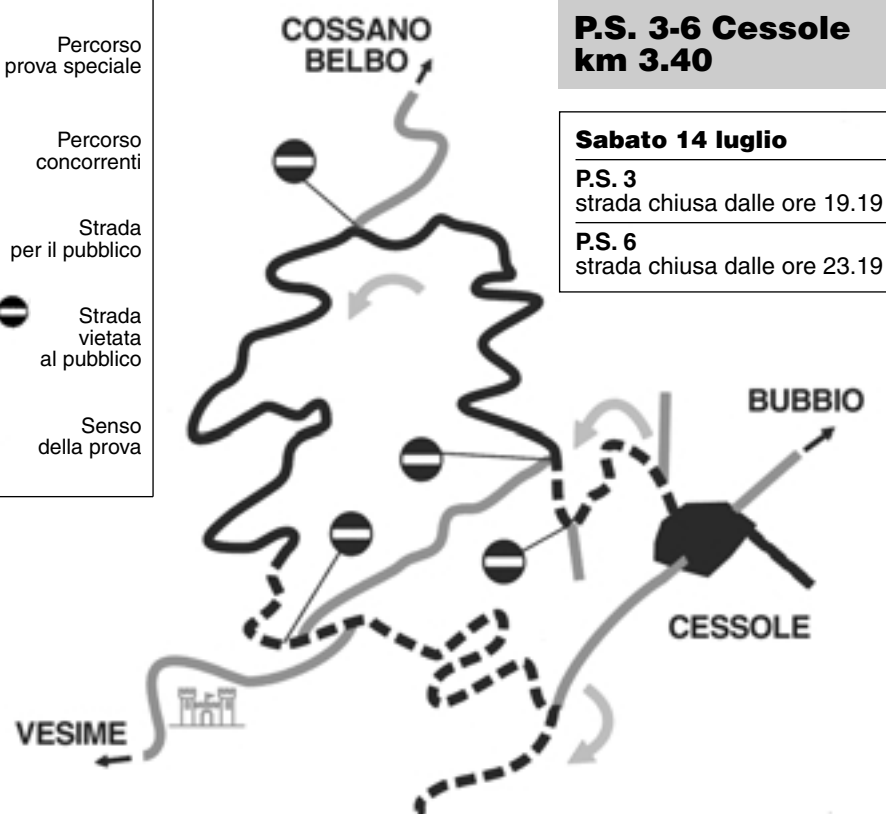 Percorso
prova speciale
Percorso
concorrenti
Strada
per il pubblico
Strada
vietata
al pubblico
Senso
della prova
COSSANO
BELBO
P.S. 3-6 Cessole
km 3.40
Sabato 14 luglio
P.S. 3
strada chiusa dalle ore 19.19
P.S. 6
strada chiusa dalle ore 23.19
BUBBIO
CESSOLE
VESIME